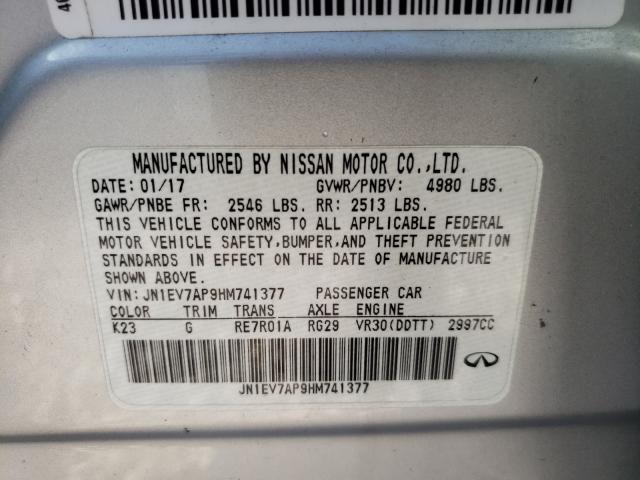 MANUFACTURED BY NISSAN MOTOR CO.,LTD.
DATE: 01/17 GVWR/PNBV: 4980 LBS.
GAWR/PNBE FR: 2546 LBS. RR: 2513 LBS.
THIS VEHICLE CONFORMS TO ALL APPLICABLE FEDERAL
MOTOR VEHICLE SAFETY,BUMPER,AND THEFT PREVENTION
STANDARDS IN EFFECT ON THE DATE OF MANUFACTURE
SHOWN ABOVE.
VIN: JN1EV7AP9HM741377 PASSENGER CAR
COLOR TRIM TRANS AXLE ENGINE
K23 G RE7R01A RG29 VR30(DDTT) 2997CC
JN1EV7AP9HM741377